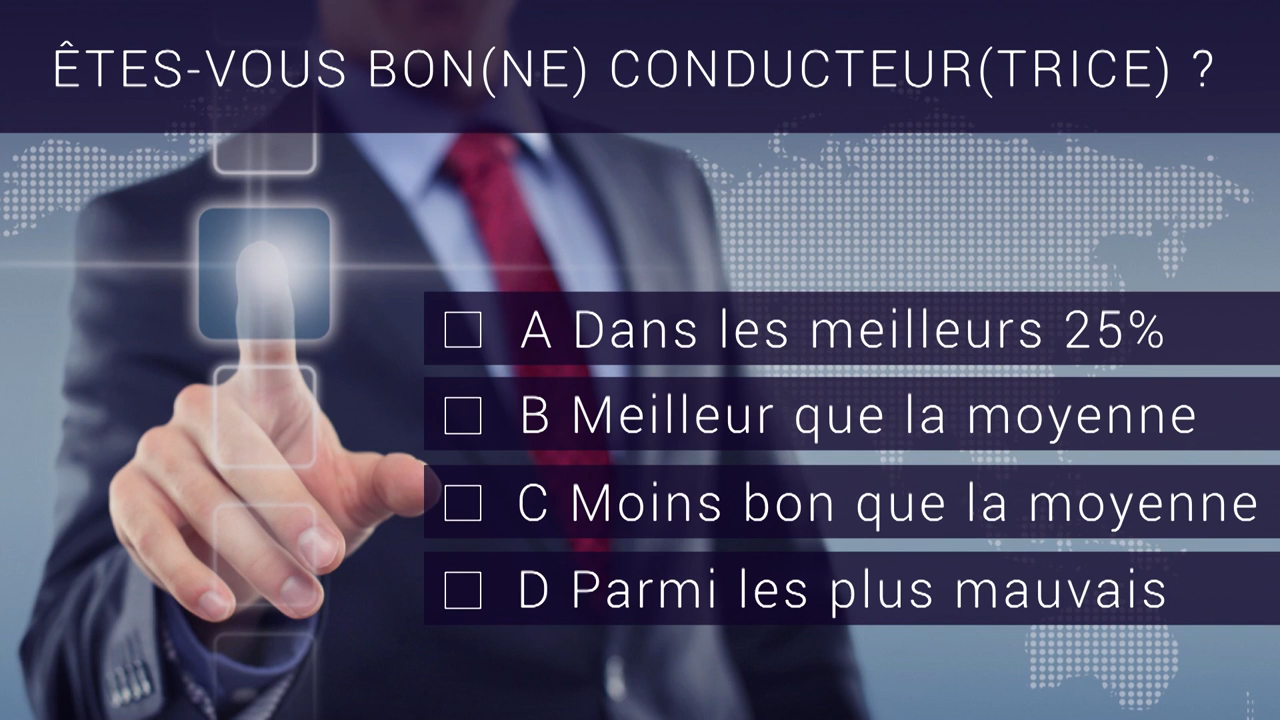 ÊTES-VOUS BON(NE) CONDUCTEUR(TRICE) ?
A Dans les meilleurs 25%
B Meilleur que la moyenne
C Moins bon que la moyenne
D Parmi les plus mauvais